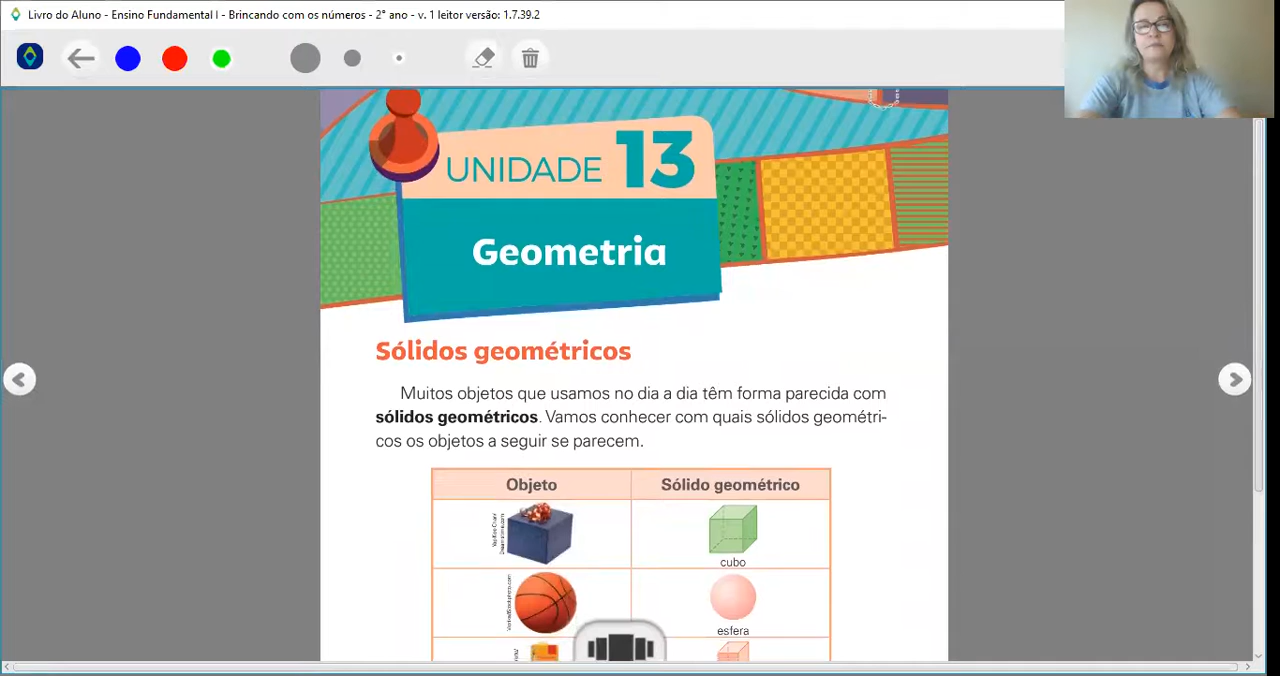 Livro do Aluno - Ensino Fundamental I - Brincando com os números - 2° ano - v. 1 leitor versão: 1.7.39.2
UNIDADE 13
Geometria
Sólidos geométricos
Muitos objetos que usamos no dia a dia têm forma parecida com
sólidos geométricos. Vamos conhecer com quais sólidos geométri-
cos os objetos a seguir se parecem.
Objeto Sólido geométrico
cubo
esfera